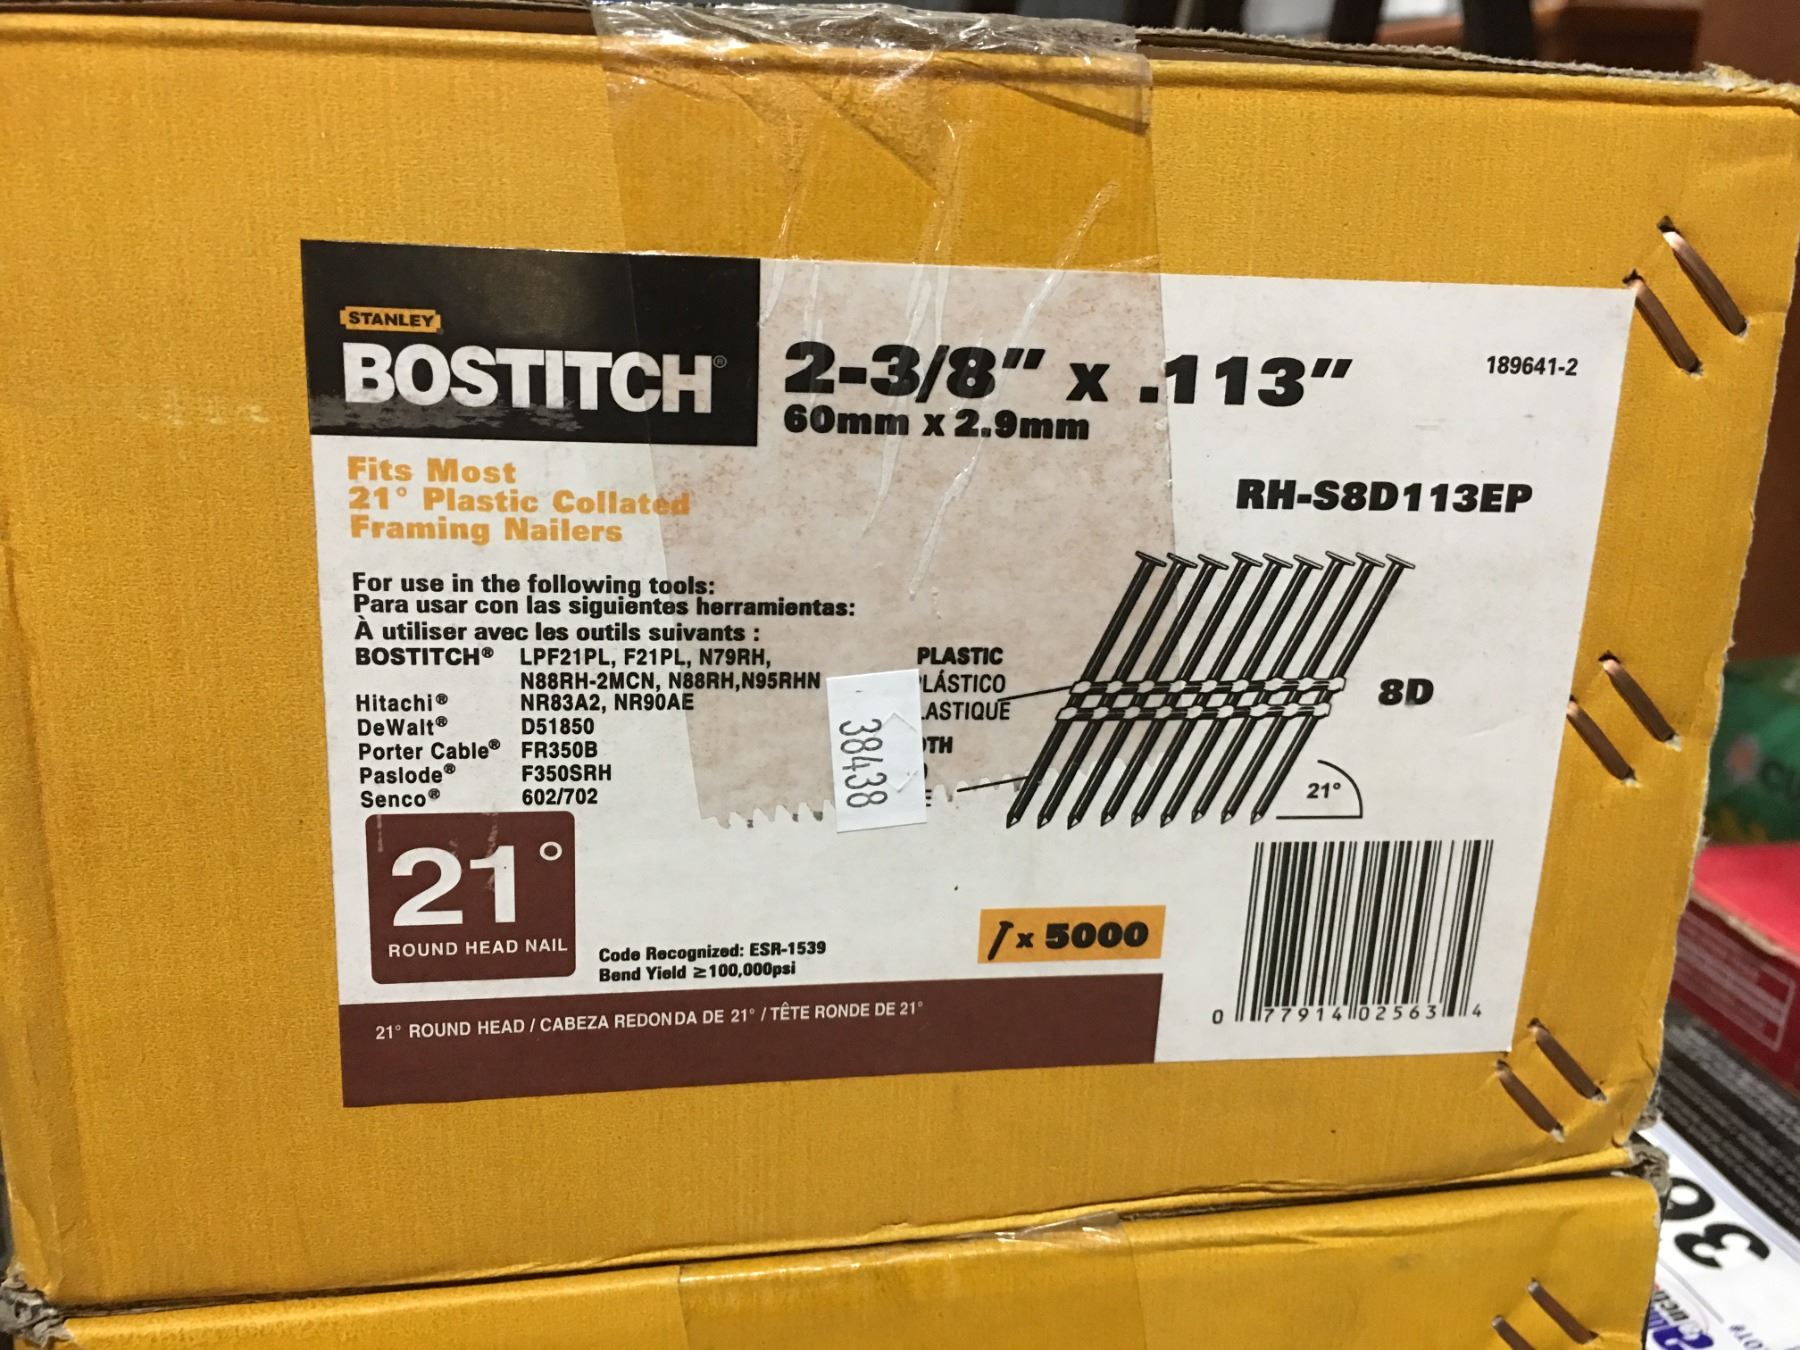 STANLEY
BOSTITCH®
2-3/8" x .113"
60mm x 2.9mm
189641-2
RH-S8D113EP
Fits Most
21° Plastic Collated
Framing Nailers
For use in the following tools:
Para usar con las siguientes herramientas:
À utiliser avec les outils suivants :
BOSTITCH® LPF21PL, F21PL, N79RH,
N88RH-2MCN, N88RH,N95RHN
Hitachi® NR83A2, NR90AE
DeWalt® D51850
Porter Cable® FR350B
Paslode® F350SRH
Senco® 602/702
PLASTIC
LÁSTICO
LASTIQUE
TH
E
38438
8D
21°
21°
ROUND HEAD NAIL
Code Recognized: ESR-1539
Bend Yield ≥100,000psi
x 5000
21° ROUND HEAD / CABEZA REDONDA DE 21° / TÊTE RONDE DE 21°
0 77914 02563 4